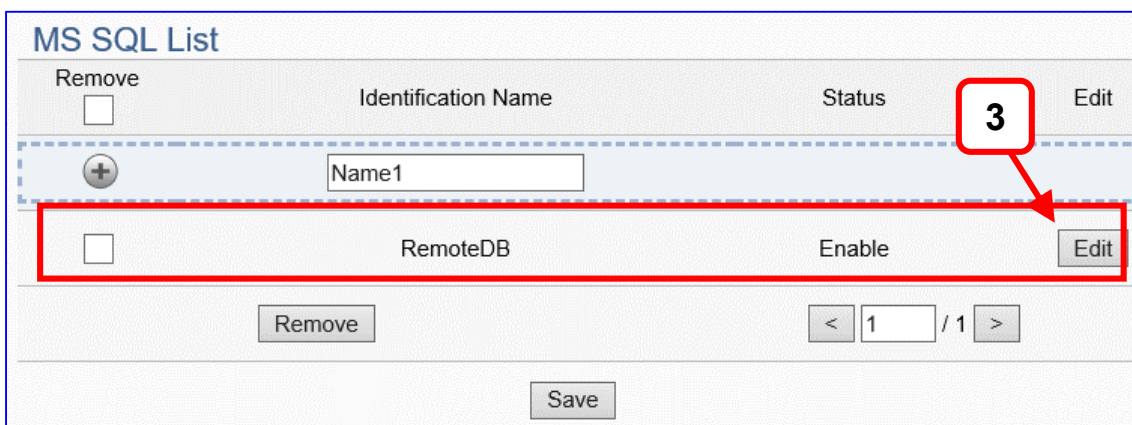 MS SQL List
Remove Identification Name Status Edit
3
+ Name1
RemoteDB Enable Edit
Remove < 1 / 1 >
Save